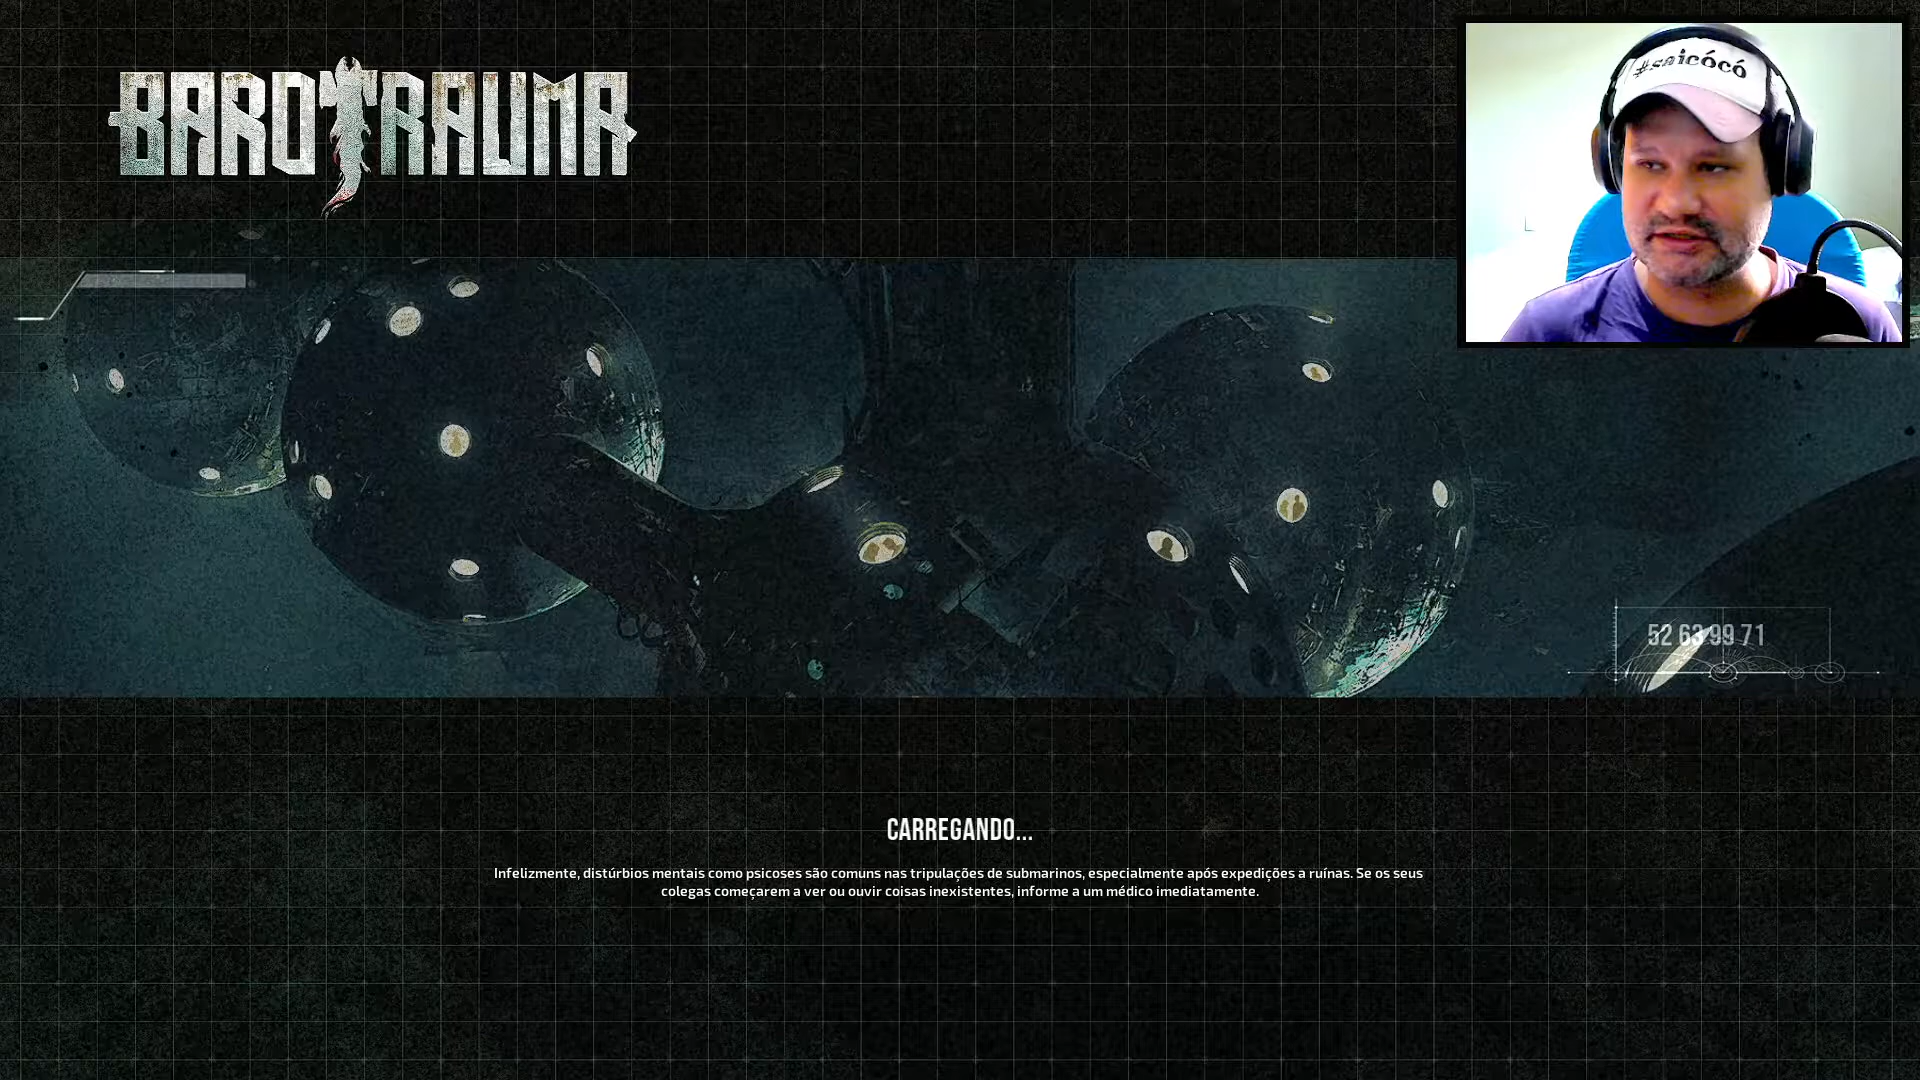 BAROTRAUMA
#saicócó
52 63 99 71
CARREGANDO...
Infelizmente, distúrbios mentais como psicoses são comuns nas tripulações de submarinos, especialmente após expedições a ruínas. Se os seus
colegas começarem a ver ou ouvir coisas inexistentes, informe a um médico imediatamente.